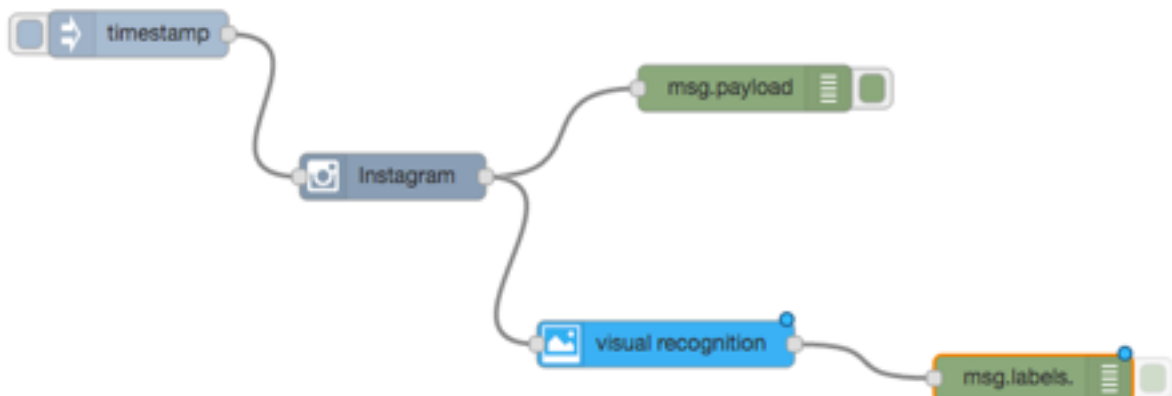 timestamp
msg.payload
Instagram
visual recognition
msg.labels.